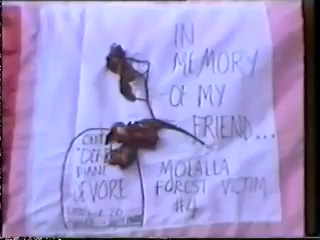 IN
MEMORY
OF MY
FRIEND...
DIANE
DEVORE
MOLALLA
FOREST VICTIM
#4